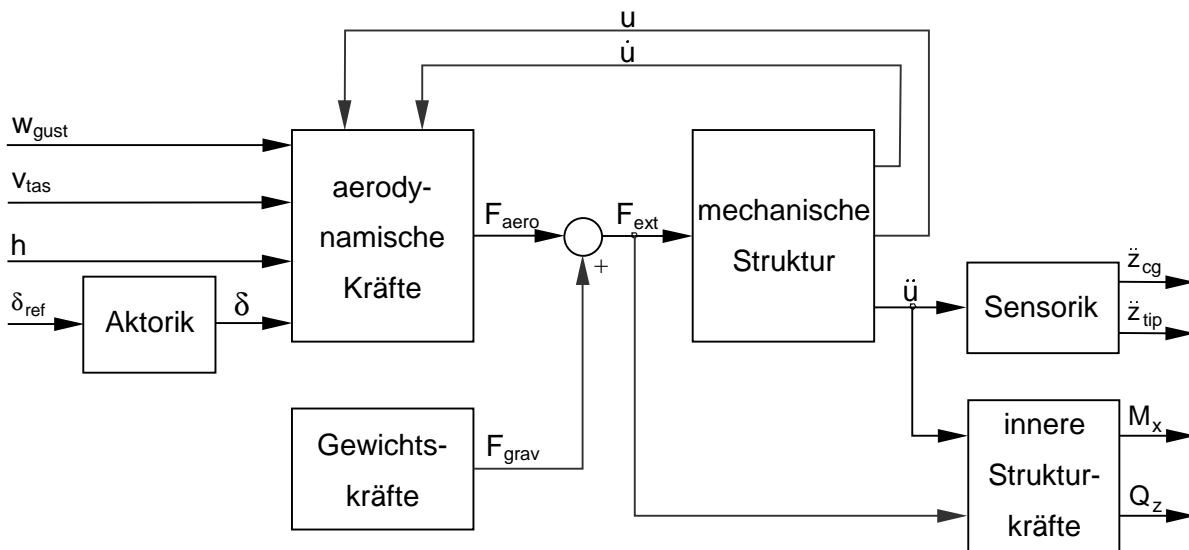 u
u̇
w_gust
v_tas
h
δ_ref
Aktorik
δ
aerody-
namische
Kräfte
F_aero
+
F_ext
mechanische
Struktur
ü
Sensorik
z̈_cg
z̈_tip
Gewichts-
kräfte
F_grav
innere
Struktur-
kräfte
M_x
Q_z